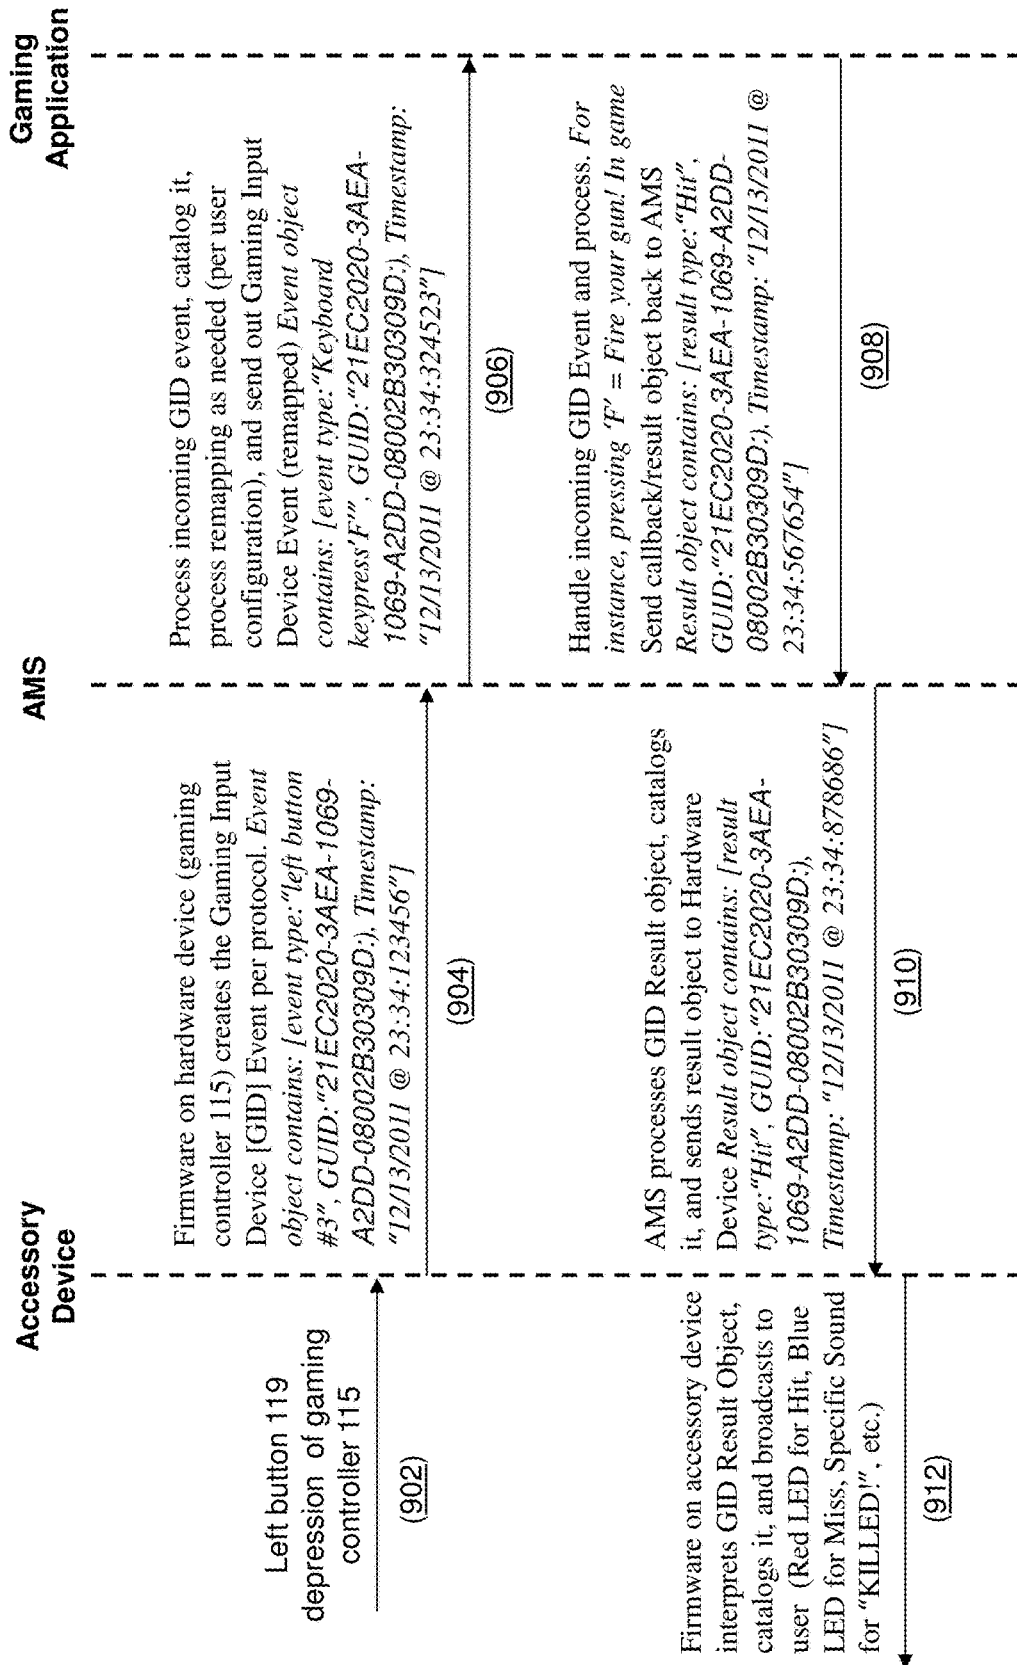 Accessory
Device
AMS
Gaming
Application
Left button 119
depression of gaming
controller 115
(902)
Firmware on hardware device (gaming
controller 115) creates the Gaming Input
Device [GID] Event per protocol. Event
object contains: [event type:"left button
#3", GUID:"21EC2020-3AEA-1069-
A2DD-08002B30309D:), Timestamp:
"12/13/2011 @ 23:34:123456"]
(904)
Process incoming GID event, catalog it,
process remapping as needed (per user
configuration), and send out Gaming Input
Device Event (remapped) Event object
contains: [event type:"Keyboard
keypress'F'", GUID:"21EC2020-3AEA-
1069-A2DD-08002B30309D:), Timestamp:
"12/13/2011 @ 23:34:324523"]
(906)
Handle incoming GID Event and process. For
instance, pressing 'F' = Fire your gun! In game
Send callback/result object back to AMS
Result object contains: [result type:"Hit",
GUID:"21EC2020-3AEA-1069-A2DD-
08002B30309D:), Timestamp: "12/13/2011 @
23:34:567654"]
(908)
AMS processes GID Result object, catalogs
it, and sends result object to Hardware
Device Result object contains: [result
type:"Hit", GUID:"21EC2020-3AEA-
1069-A2DD-08002B30309D:),
Timestamp: "12/13/2011 @ 23:34:878686"]
(910)
Firmware on accessory device
interprets GID Result Object,
catalogs it, and broadcasts to
user (Red LED for Hit, Blue
LED for Miss, Specific Sound
for "KILLED!", etc.)
(912)